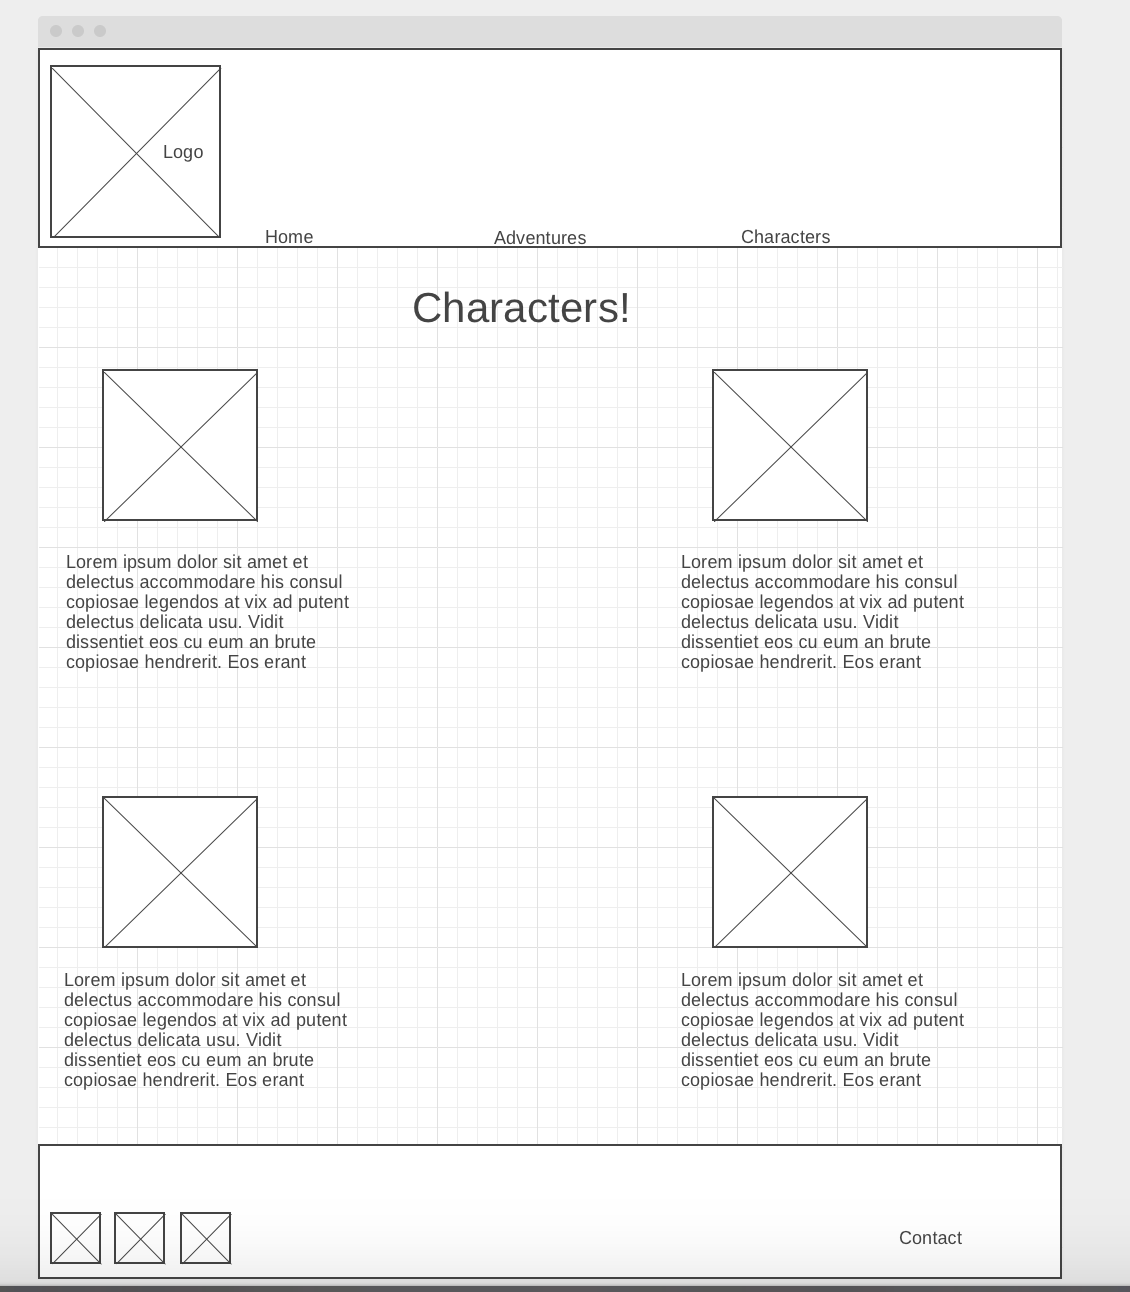 Logo
Home
Adventures
Characters
Characters!
Lorem ipsum dolor sit amet et
delectus accommodare his consul
copiosae legendos at vix ad putent
delectus delicata usu. Vidit
dissentiet eos cu eum an brute
copiosae hendrerit. Eos erant
Lorem ipsum dolor sit amet et
delectus accommodare his consul
copiosae legendos at vix ad putent
delectus delicata usu. Vidit
dissentiet eos cu eum an brute
copiosae hendrerit. Eos erant
Lorem ipsum dolor sit amet et
delectus accommodare his consul
copiosae legendos at vix ad putent
delectus delicata usu. Vidit
dissentiet eos cu eum an brute
copiosae hendrerit. Eos erant
Lorem ipsum dolor sit amet et
delectus accommodare his consul
copiosae legendos at vix ad putent
delectus delicata usu. Vidit
dissentiet eos cu eum an brute
copiosae hendrerit. Eos erant
Contact